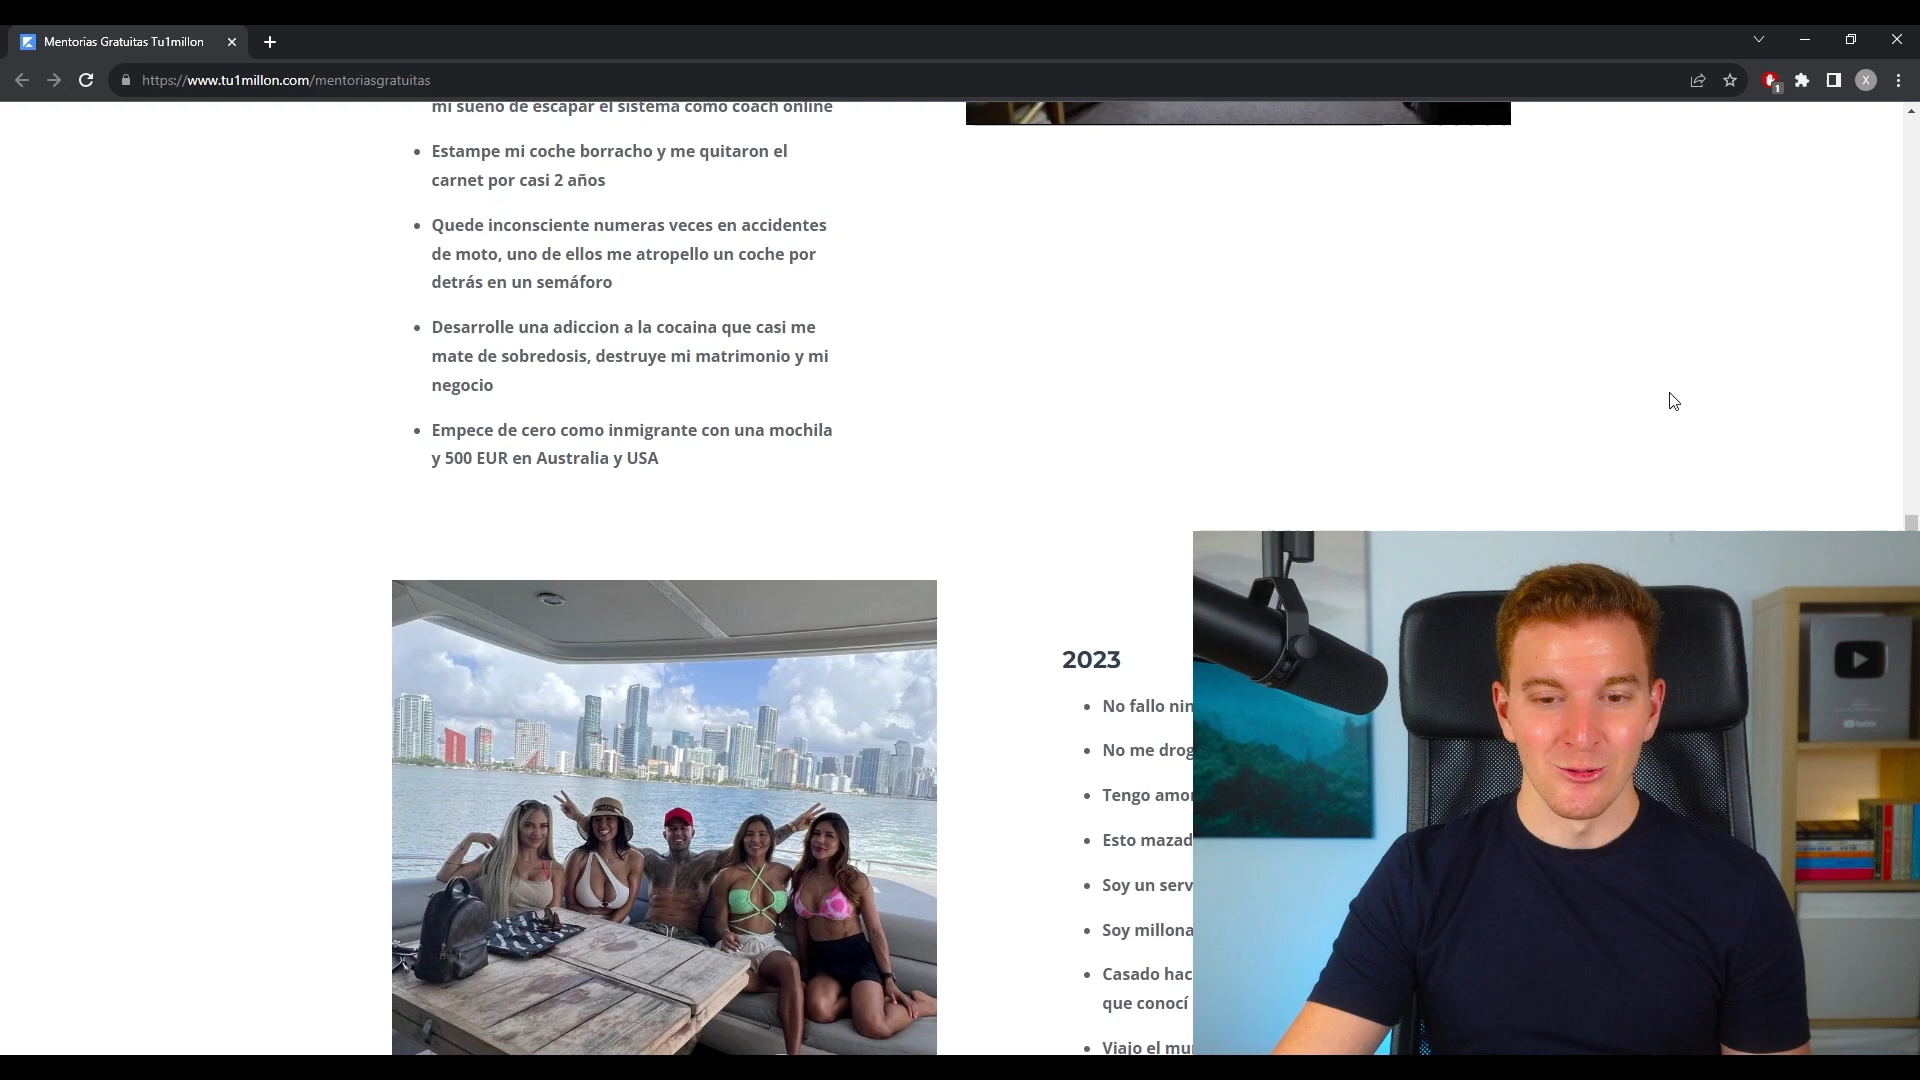 Mentorias Gratuitas Tu1millon
https://www.tu1millon.com/mentoriasgratuitas
1
X
mi sueño de escapar el sistema como coach online
Estampe mi coche borracho y me quitaron el
carnet por casi 2 años
Quede inconsciente numeras veces en accidentes
de moto, uno de ellos me atropello un coche por
detrás en un semáforo
Desarrolle una adiccion a la cocaina que casi me
mate de sobredosis, destruye mi matrimonio y mi
negocio
Empece de cero como inmigrante con una mochila
y 500 EUR en Australia y USA
2023
No fallo nin
No me drog
Tengo amor
Esto mazad
Soy un serv
Soy millona
Casado hac
que conocí
Viajo el mu